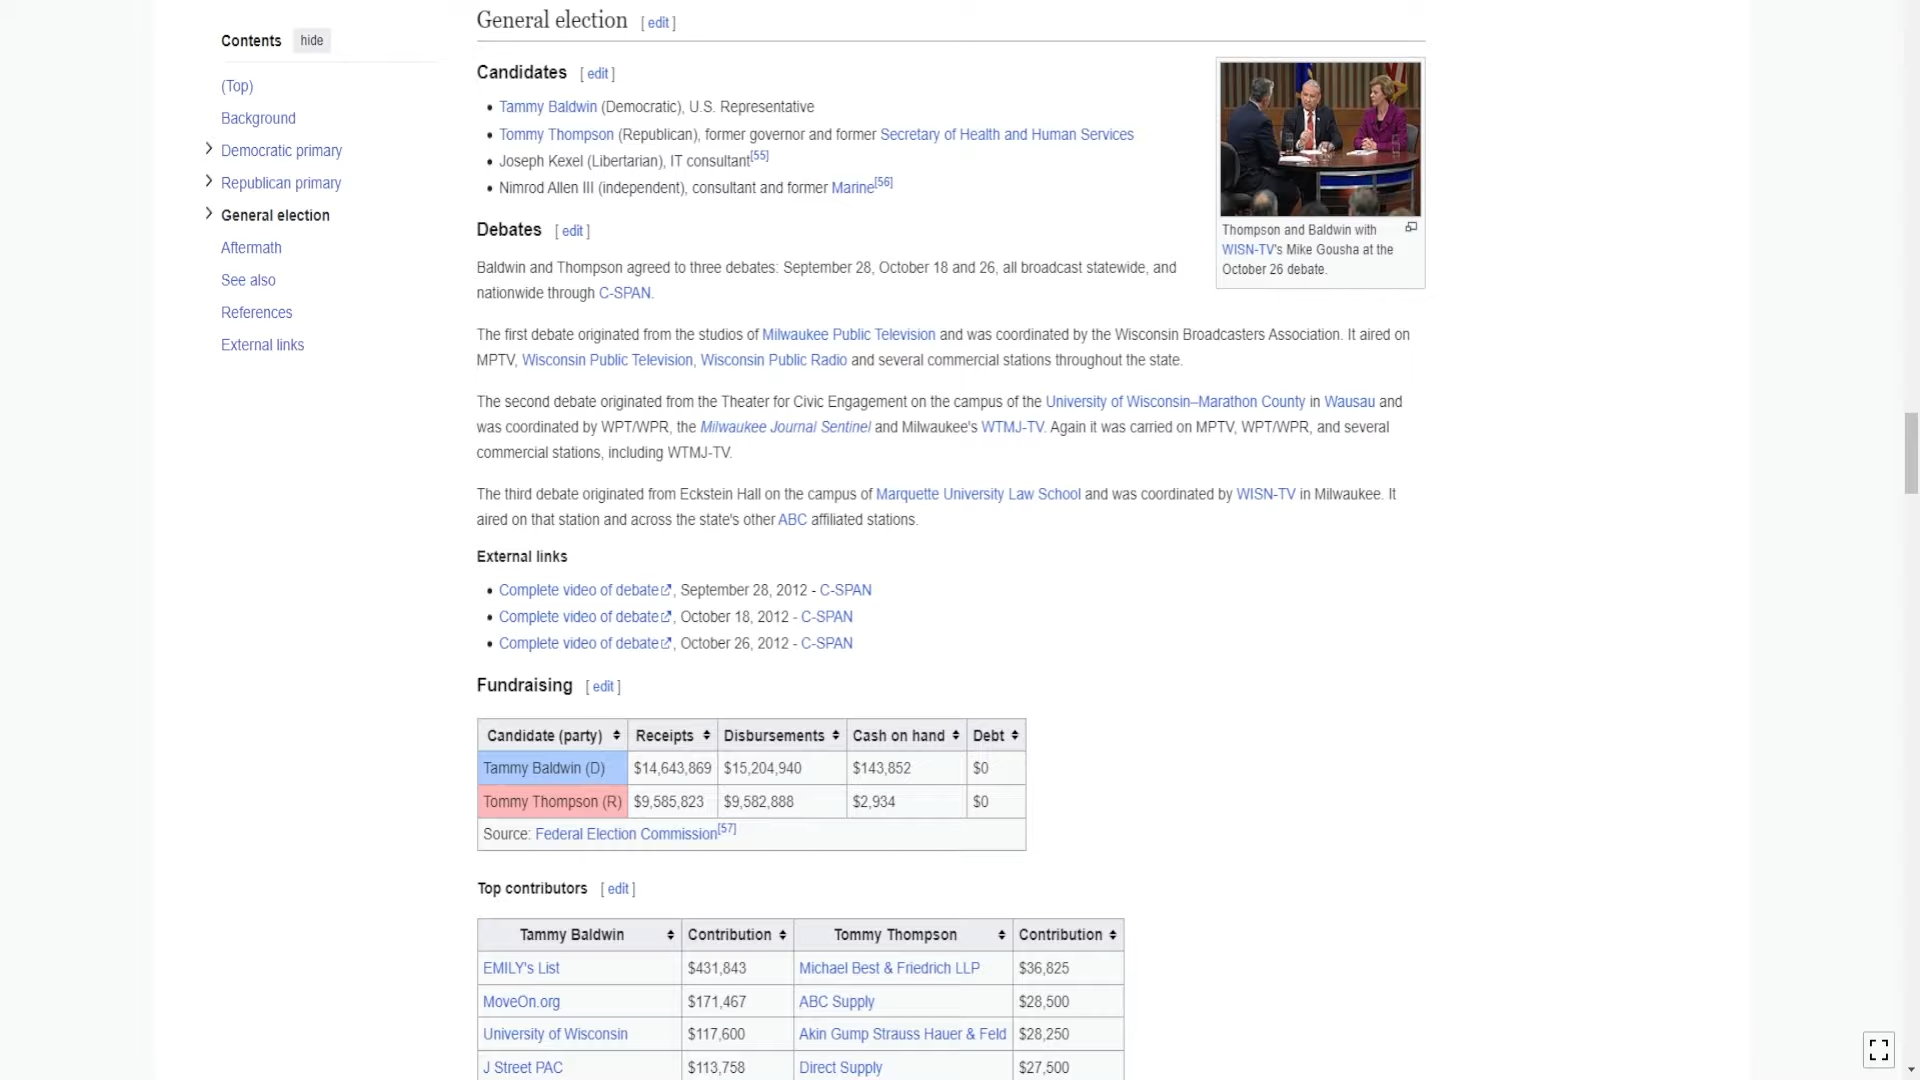 General election [ edit ]
Contents hide
(Top)
Background
Democratic primary
Republican primary
General election
Aftermath
See also
References
External links
Candidates [ edit ]
• Tammy Baldwin (Democratic), U.S. Representative
• Tommy Thompson (Republican), former governor and former Secretary of Health and Human Services
• Joseph Kexel (Libertarian), IT consultant[55]
• Nimrod Allen III (independent), consultant and former Marine[56]
Thompson and Baldwin with
WISN-TV's Mike Gousha at the
October 26 debate.
Debates [ edit ]
Baldwin and Thompson agreed to three debates: September 28, October 18 and 26, all broadcast statewide, and
nationwide through C-SPAN.
The first debate originated from the studios of Milwaukee Public Television and was coordinated by the Wisconsin Broadcasters Association. It aired on
MPTV, Wisconsin Public Television, Wisconsin Public Radio and several commercial stations throughout the state.
The second debate originated from the Theater for Civic Engagement on the campus of the University of Wisconsin–Marathon County in Wausau and
was coordinated by WPT/WPR, the Milwaukee Journal Sentinel and Milwaukee's WTMJ-TV. Again it was carried on MPTV, WPT/WPR, and several
commercial stations, including WTMJ-TV.
The third debate originated from Eckstein Hall on the campus of Marquette University Law School and was coordinated by WISN-TV in Milwaukee. It
aired on that station and across the state's other ABC affiliated stations.
External links
• Complete video of debate, September 28, 2012 - C-SPAN
• Complete video of debate, October 18, 2012 - C-SPAN
• Complete video of debate, October 26, 2012 - C-SPAN
Fundraising [ edit ]
Candidate (party) Receipts Disbursements Cash on hand Debt
Tammy Baldwin (D) $14,643,869 $15,204,940 $143,852 $0
Tommy Thompson (R) $9,585,823 $9,582,888 $2,934 $0
Source: Federal Election Commission[57]
Top contributors [ edit ]
Tammy Baldwin Contribution Tommy Thompson Contribution
EMILY's List $431,843 Michael Best & Friedrich LLP $36,825
MoveOn.org $171,467 ABC Supply $28,500
University of Wisconsin $117,600 Akin Gump Strauss Hauer & Feld $28,250
J Street PAC $113,758 Direct Supply $27,500